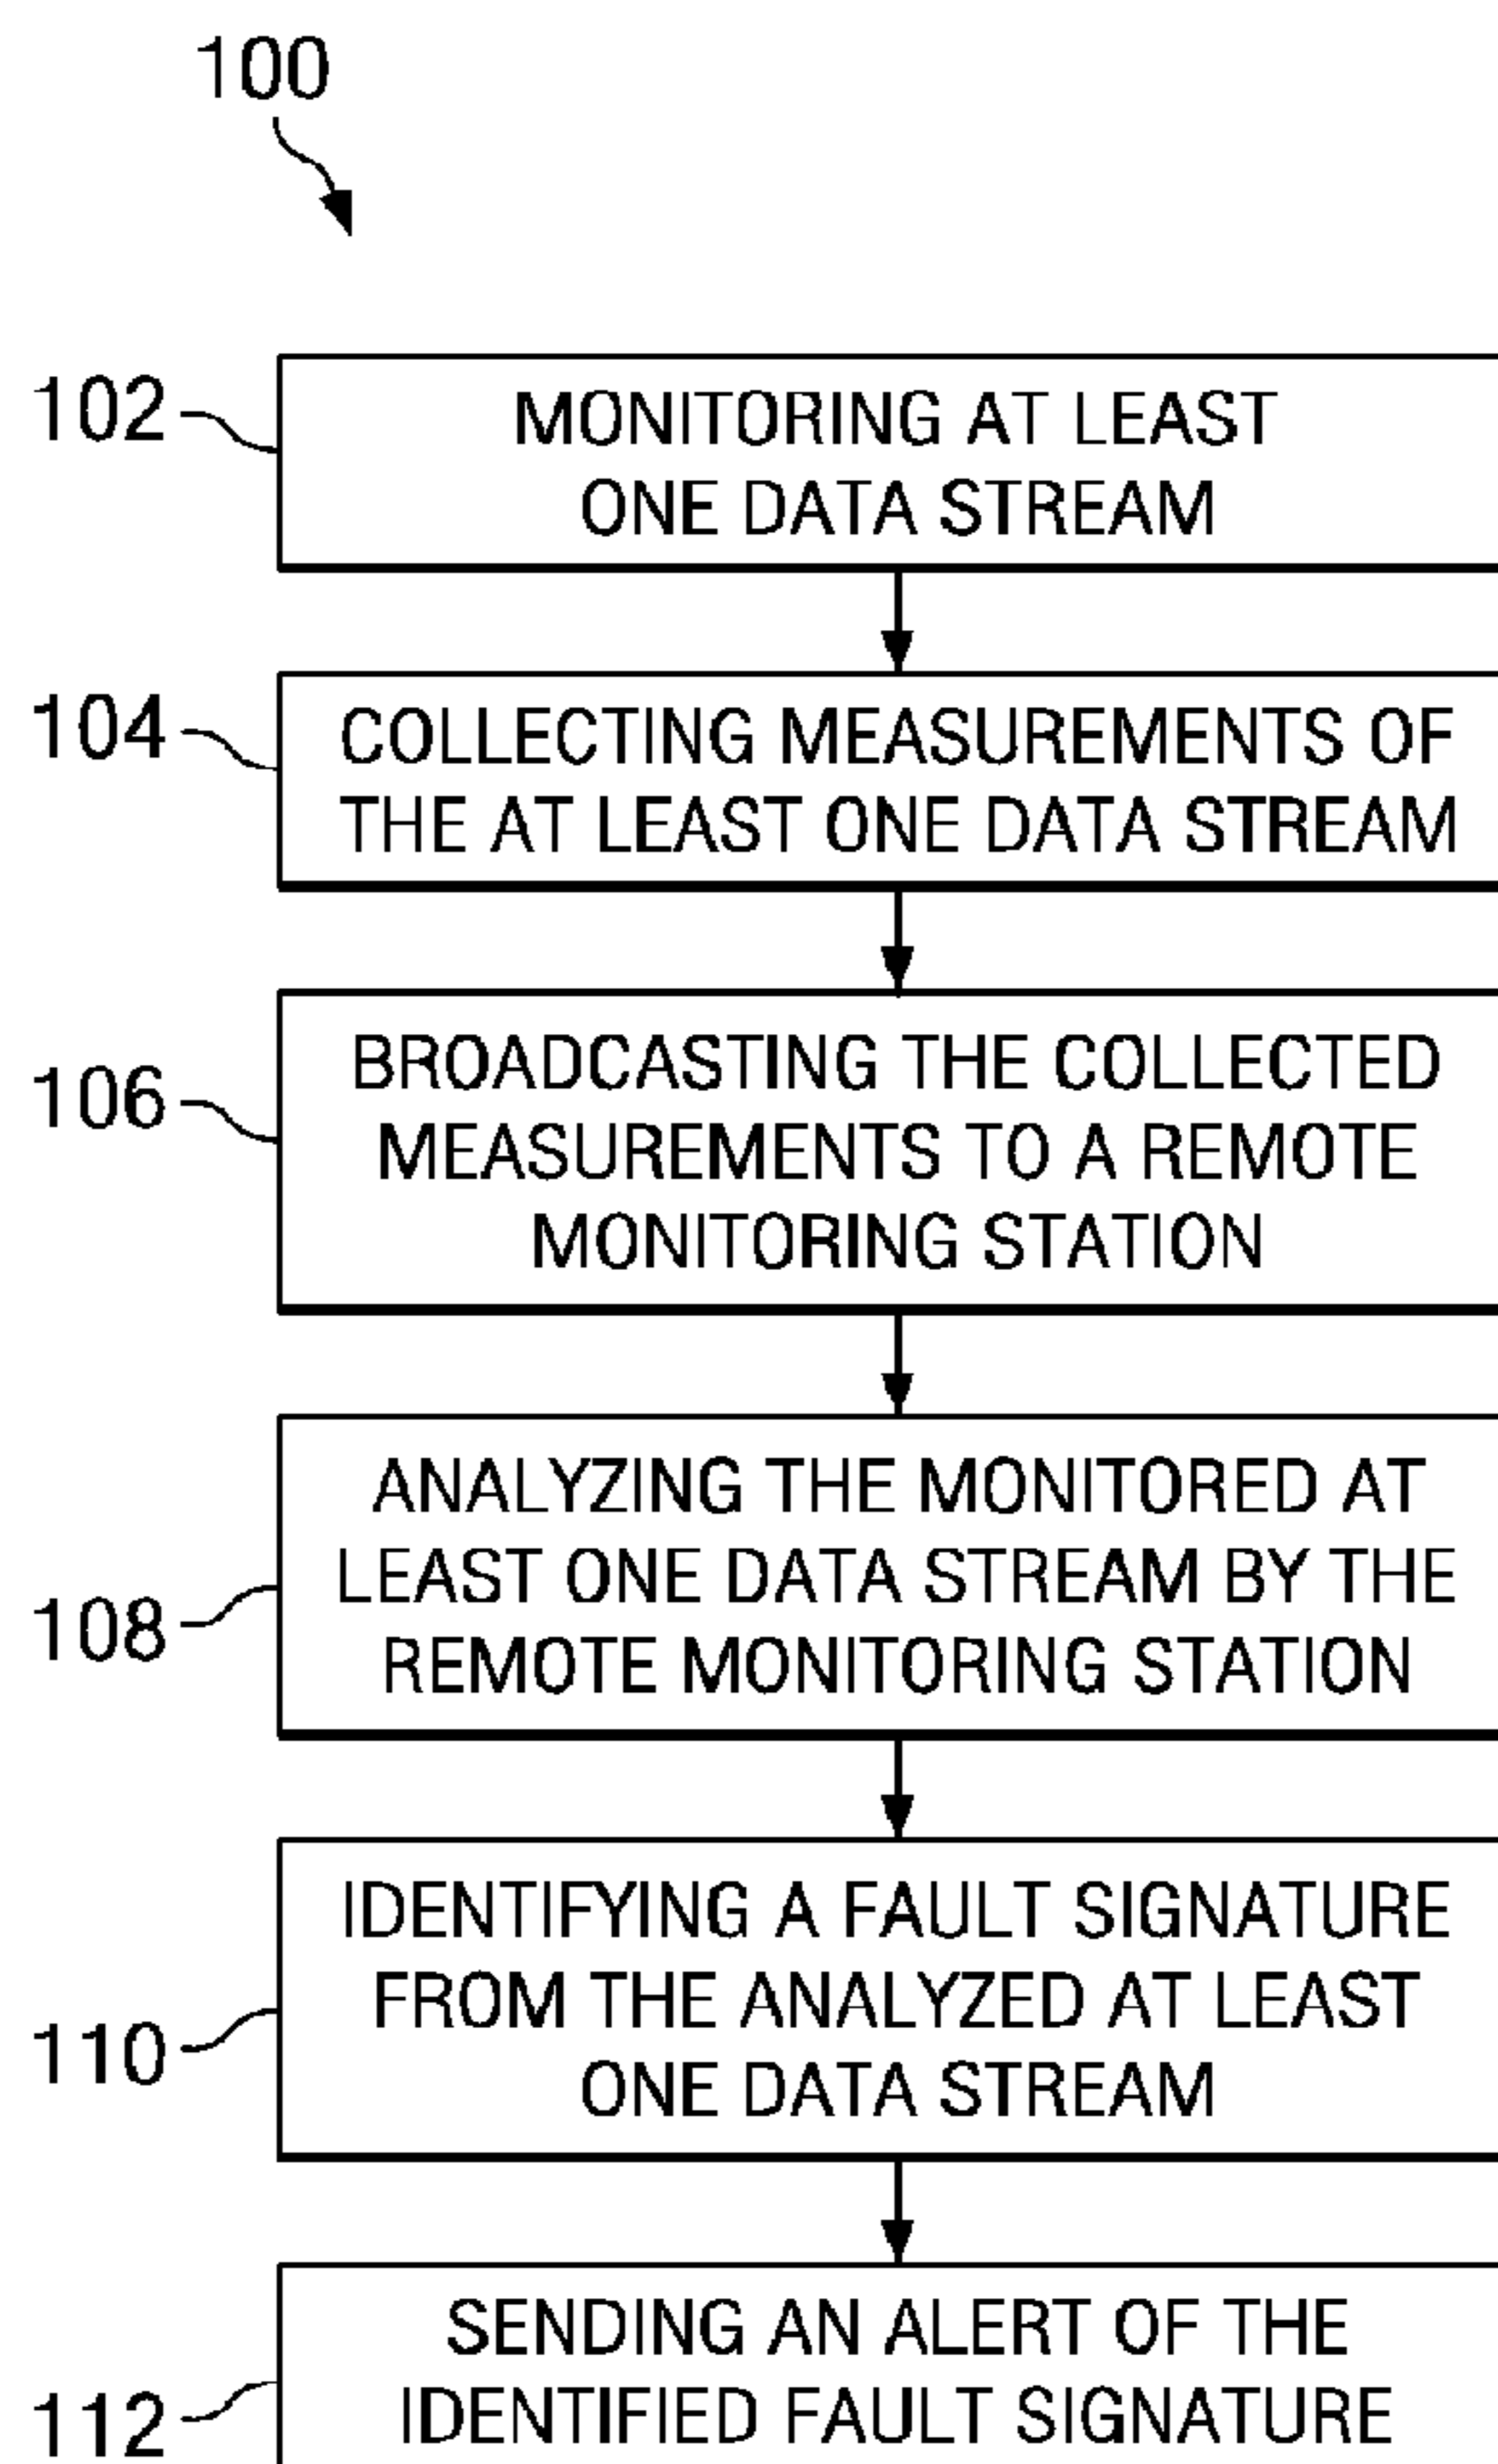 100
102
MONITORING AT LEAST
ONE DATA STREAM
104
COLLECTING MEASUREMENTS OF
THE AT LEAST ONE DATA STREAM
106
BROADCASTING THE COLLECTED
MEASUREMENTS TO A REMOTE
MONITORING STATION
108
ANALYZING THE MONITORED AT
LEAST ONE DATA STREAM BY THE
REMOTE MONITORING STATION
110
IDENTIFYING A FAULT SIGNATURE
FROM THE ANALYZED AT LEAST
ONE DATA STREAM
112
SENDING AN ALERT OF THE
IDENTIFIED FAULT SIGNATURE